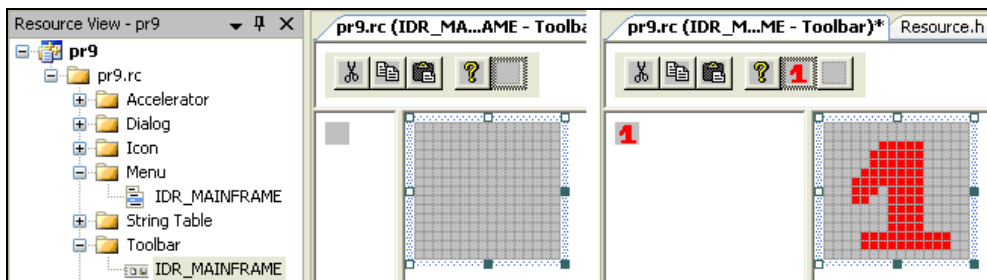 Resource View - pr9
pr9
pr9.rc
Accelerator
Dialog
Icon
Menu
IDR_MAINFRAME
String Table
Toolbar
IDR_MAINFRAME
pr9.rc (IDR_MA...AME - Toolba
?
pr9.rc (IDR_M...ME - Toolbar)*
Resource.h
? 1
1
1